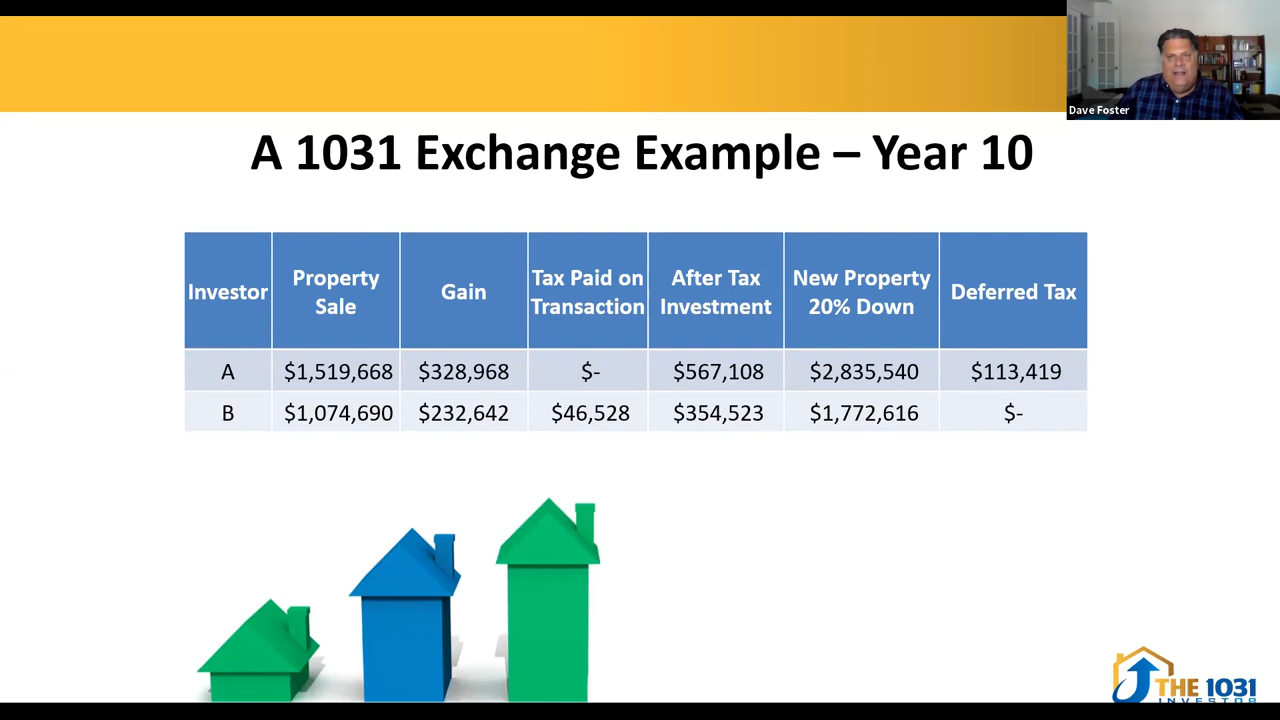 Dave Foster
A 1031 Exchange Example – Year 10
Investor
Property
Sale
Gain
Tax Paid on
Transaction
After Tax
Investment
New Property
20% Down
Deferred Tax
A $1,519,668 $328,968 $- $567,108 $2,835,540 $113,419
B $1,074,690 $232,642 $46,528 $354,523 $1,772,616 $-
THE 1031
INVESTOR